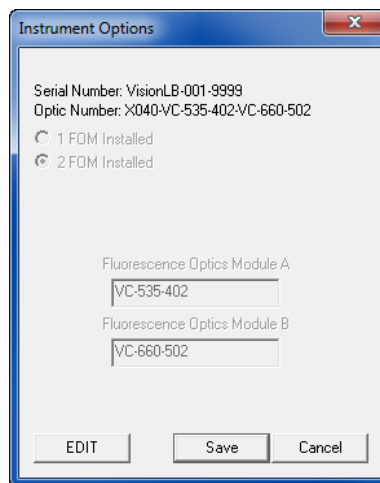 Instrument Options
Serial Number: VisionLB-001-9999
Optic Number: X040-VC-535-402-VC-660-502
1 FOM Installed
2 FOM Installed
Fluorescence Optics Module A
VC-535-402
Fluorescence Optics Module B
VC-660-502
EDIT Save Cancel